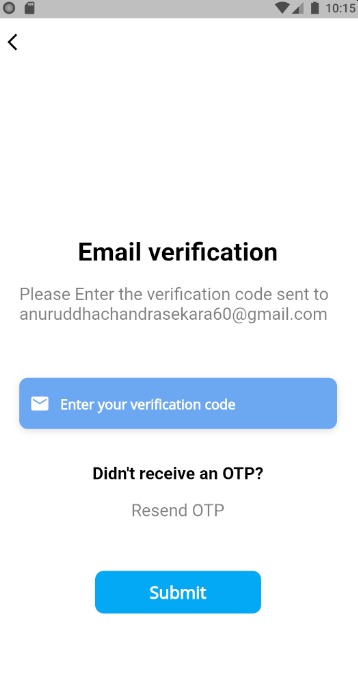 10:15
Email verification
Please Enter the verification code sent to
anuruddhachandrasekara60@gmail.com
Enter your verification code
Didn't receive an OTP?
Resend OTP
Submit